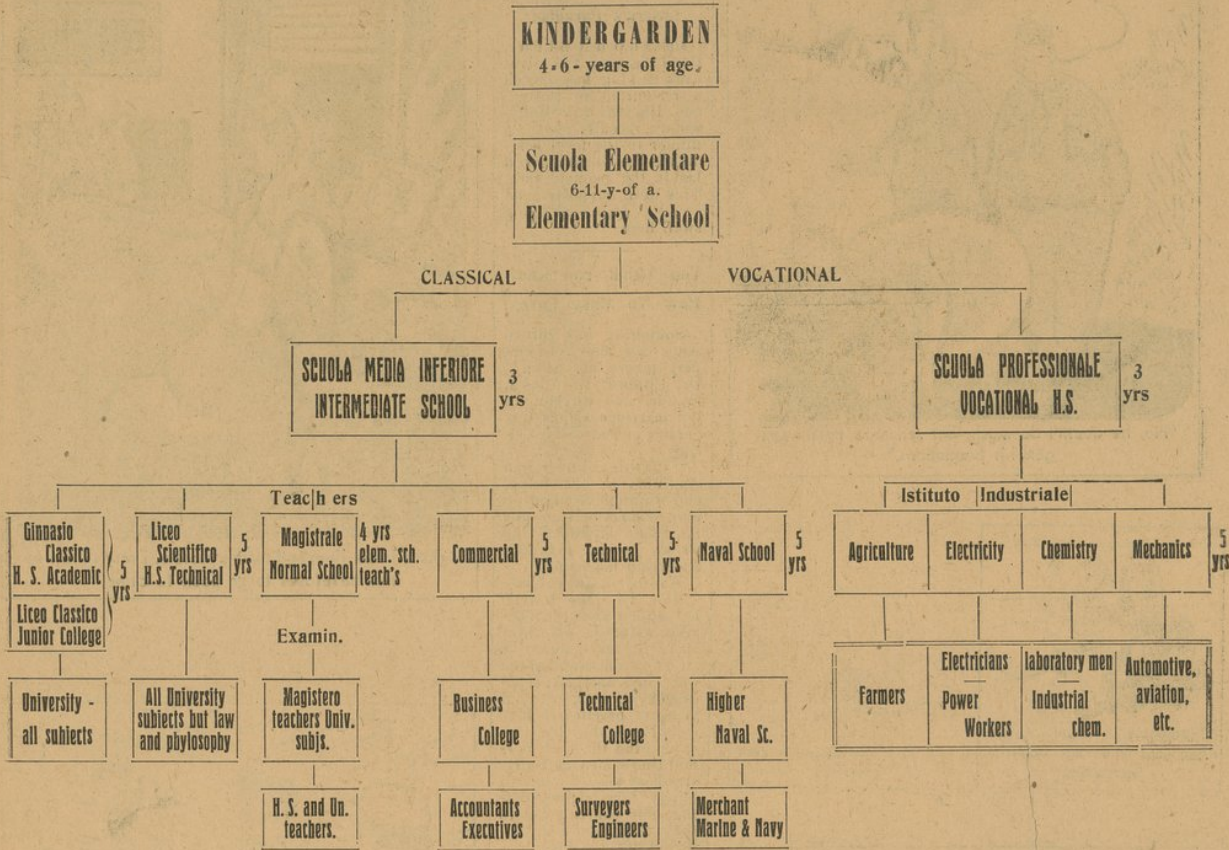 KINDERGARDEN
4-6- years of age.
Scuola Elementare
6-11-y-of a.
Elementary School
CLASSICAL
VOCATIONAL
SCUOLA MEDIA INFERIORE
INTERMEDIATE SCHOOL
3
yrs
SCUOLA PROFESSIONALE
VOCATIONAL H.S.
3
yrs
Teachers
Istituto Industriale
Ginnasio
Classico
H. S. Academic
Liceo Classico
Junior College
5
yrs
Liceo
Scientifico
H.S. Technical
5
yrs
Magistrale
Normal School
4 yrs
elem. sch.
teach's
Commercial
5
yrs
Technical
5-
yrs
Naval School
5
yrs
Agriculture
Electricity
Chemistry
Mechanics
5
yrs
Examin.
University -
all subiects
All University
subiects but law
and phylosophy
Magistero
teachers Univ.
subjs.
Business
College
Technical
College
Higher
Naval Sc.
Farmers
Electricians
Power
Workers
laboratory men
Industrial
chem.
Automotive,
aviation,
etc.
H. S. and Un.
teachers.
Accountants
Executives
Surveyers
Engineers
Merchant
Marine & Navy